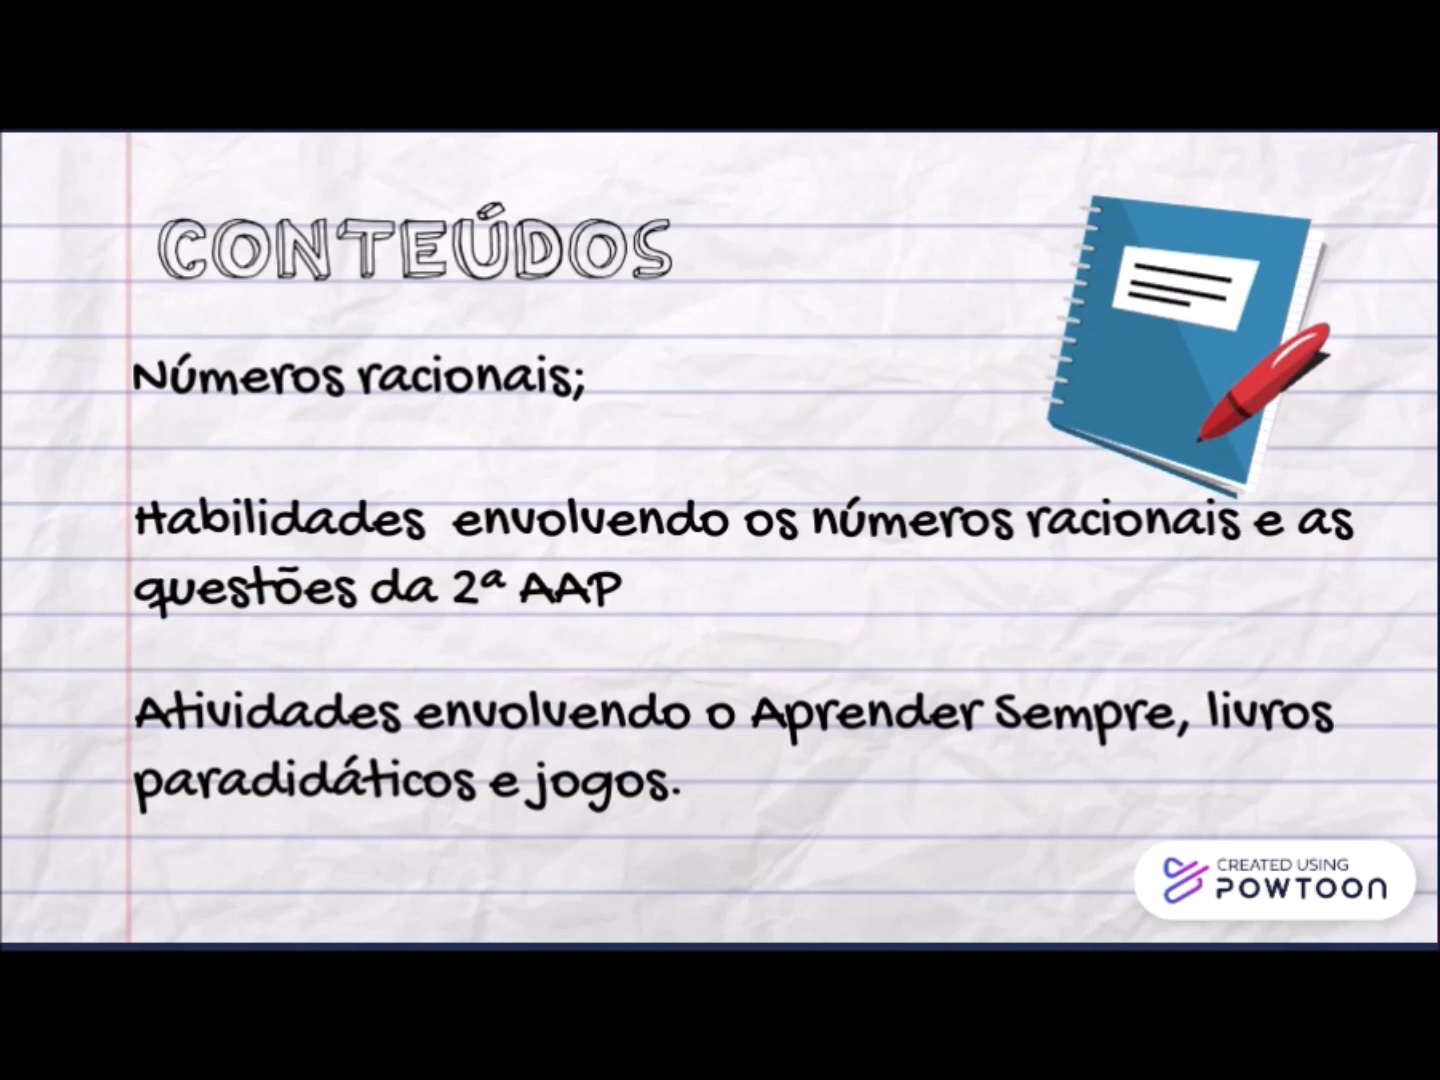 CONTEÚDOS
Números racionais;
Habilidades envolvendo os números racionais e as
questões da 2ª AAP
Atividades envolvendo o Aprender Sempre, livros
paradidáticos e jogos.
CREATED USING
POWTOON